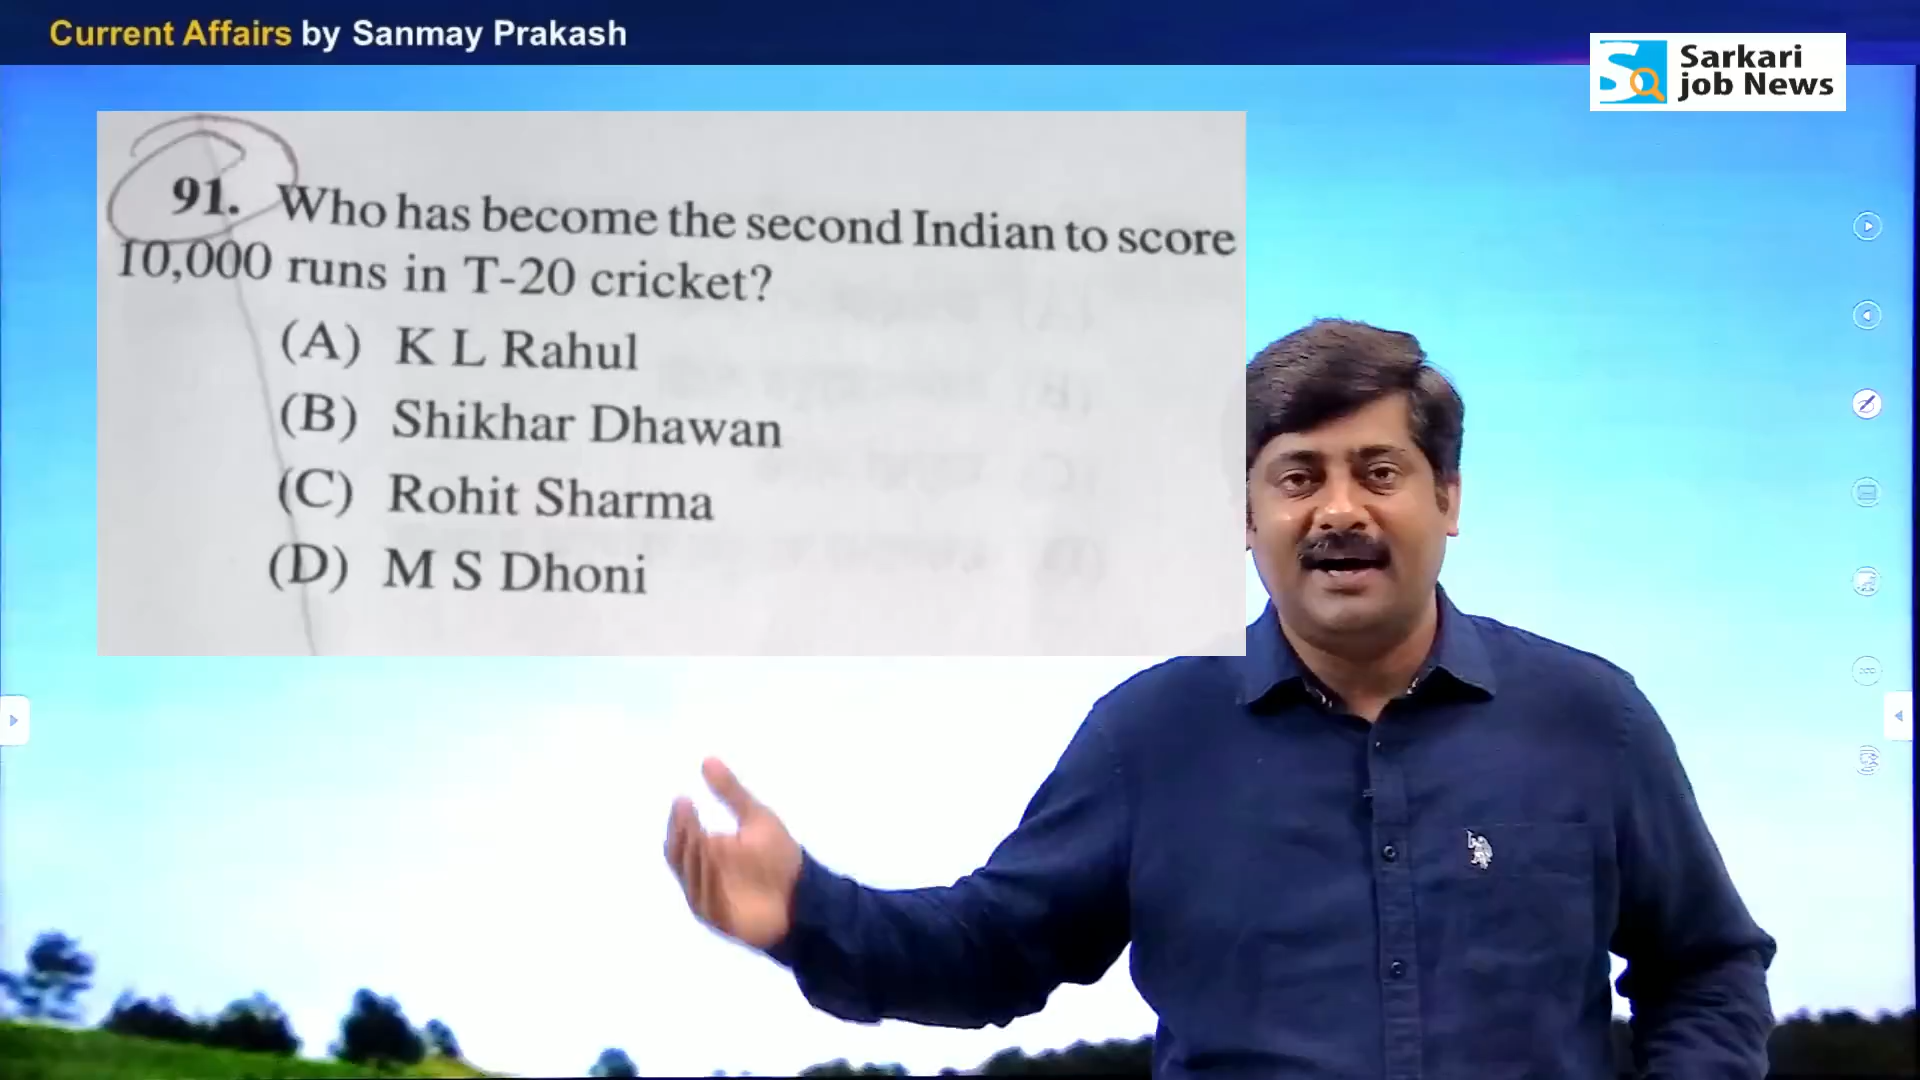 Current Affairs by Sanmay Prakash
Sarkari
Job News
91. Who has become the second Indian to score
10,000 runs in T-20 cricket?
(A) K L Rahul
(B) Shikhar Dhawan
(C) Rohit Sharma
(D) M S Dhoni